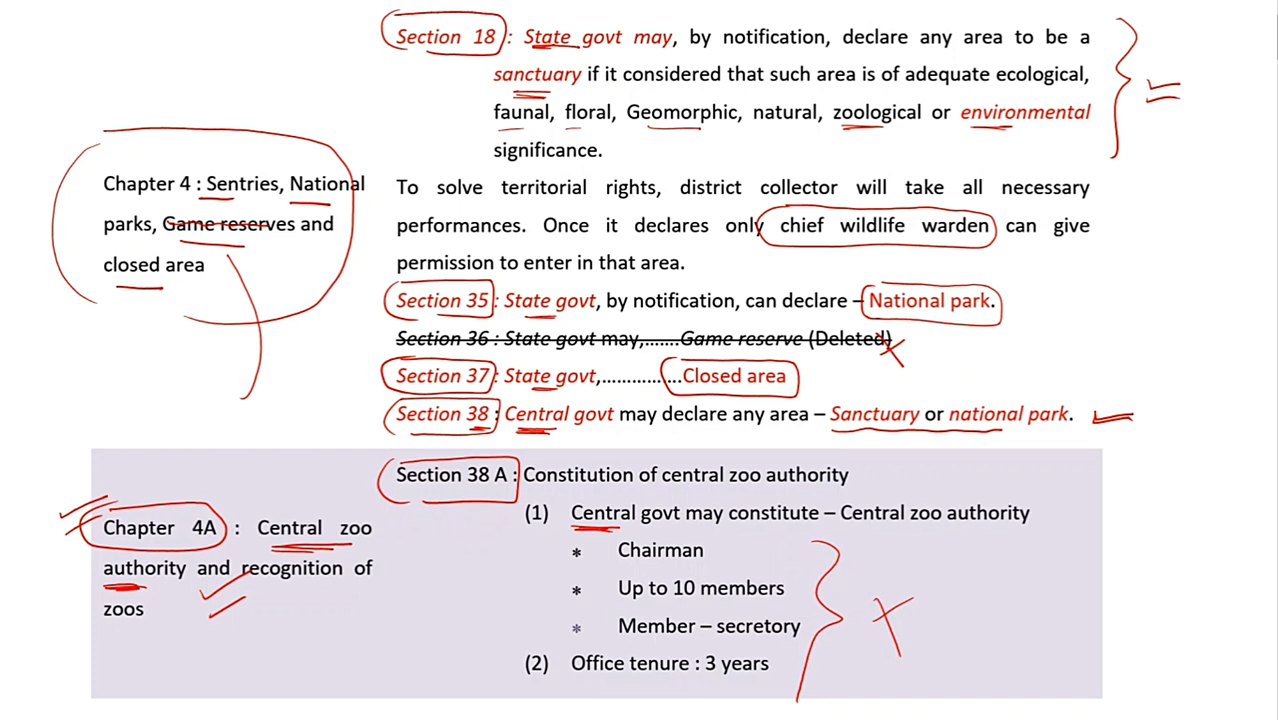 Section 18 : State govt may, by notification, declare any area to be a
sanctuary if it considered that such area is of adequate ecological,
faunal, floral, Geomorphic, natural, zoological or environmental
significance.
Chapter 4 : Sentries, National
parks, Game reserves and
closed area
To solve territorial rights, district collector will take all necessary
performances. Once it declares only chief wildlife warden can give
permission to enter in that area.
Section 35 : State govt, by notification, can declare – National park.
Section 36 : State govt may,.......Game reserve (Deleted)
Section 37 : State govt,................Closed area
Section 38 : Central govt may declare any area – Sanctuary or national park.
Chapter 4A : Central zoo
authority and recognition of
zoos
Section 38 A : Constitution of central zoo authority
(1) Central govt may constitute – Central zoo authority
* Chairman
* Up to 10 members
* Member – secretory
(2) Office tenure : 3 years